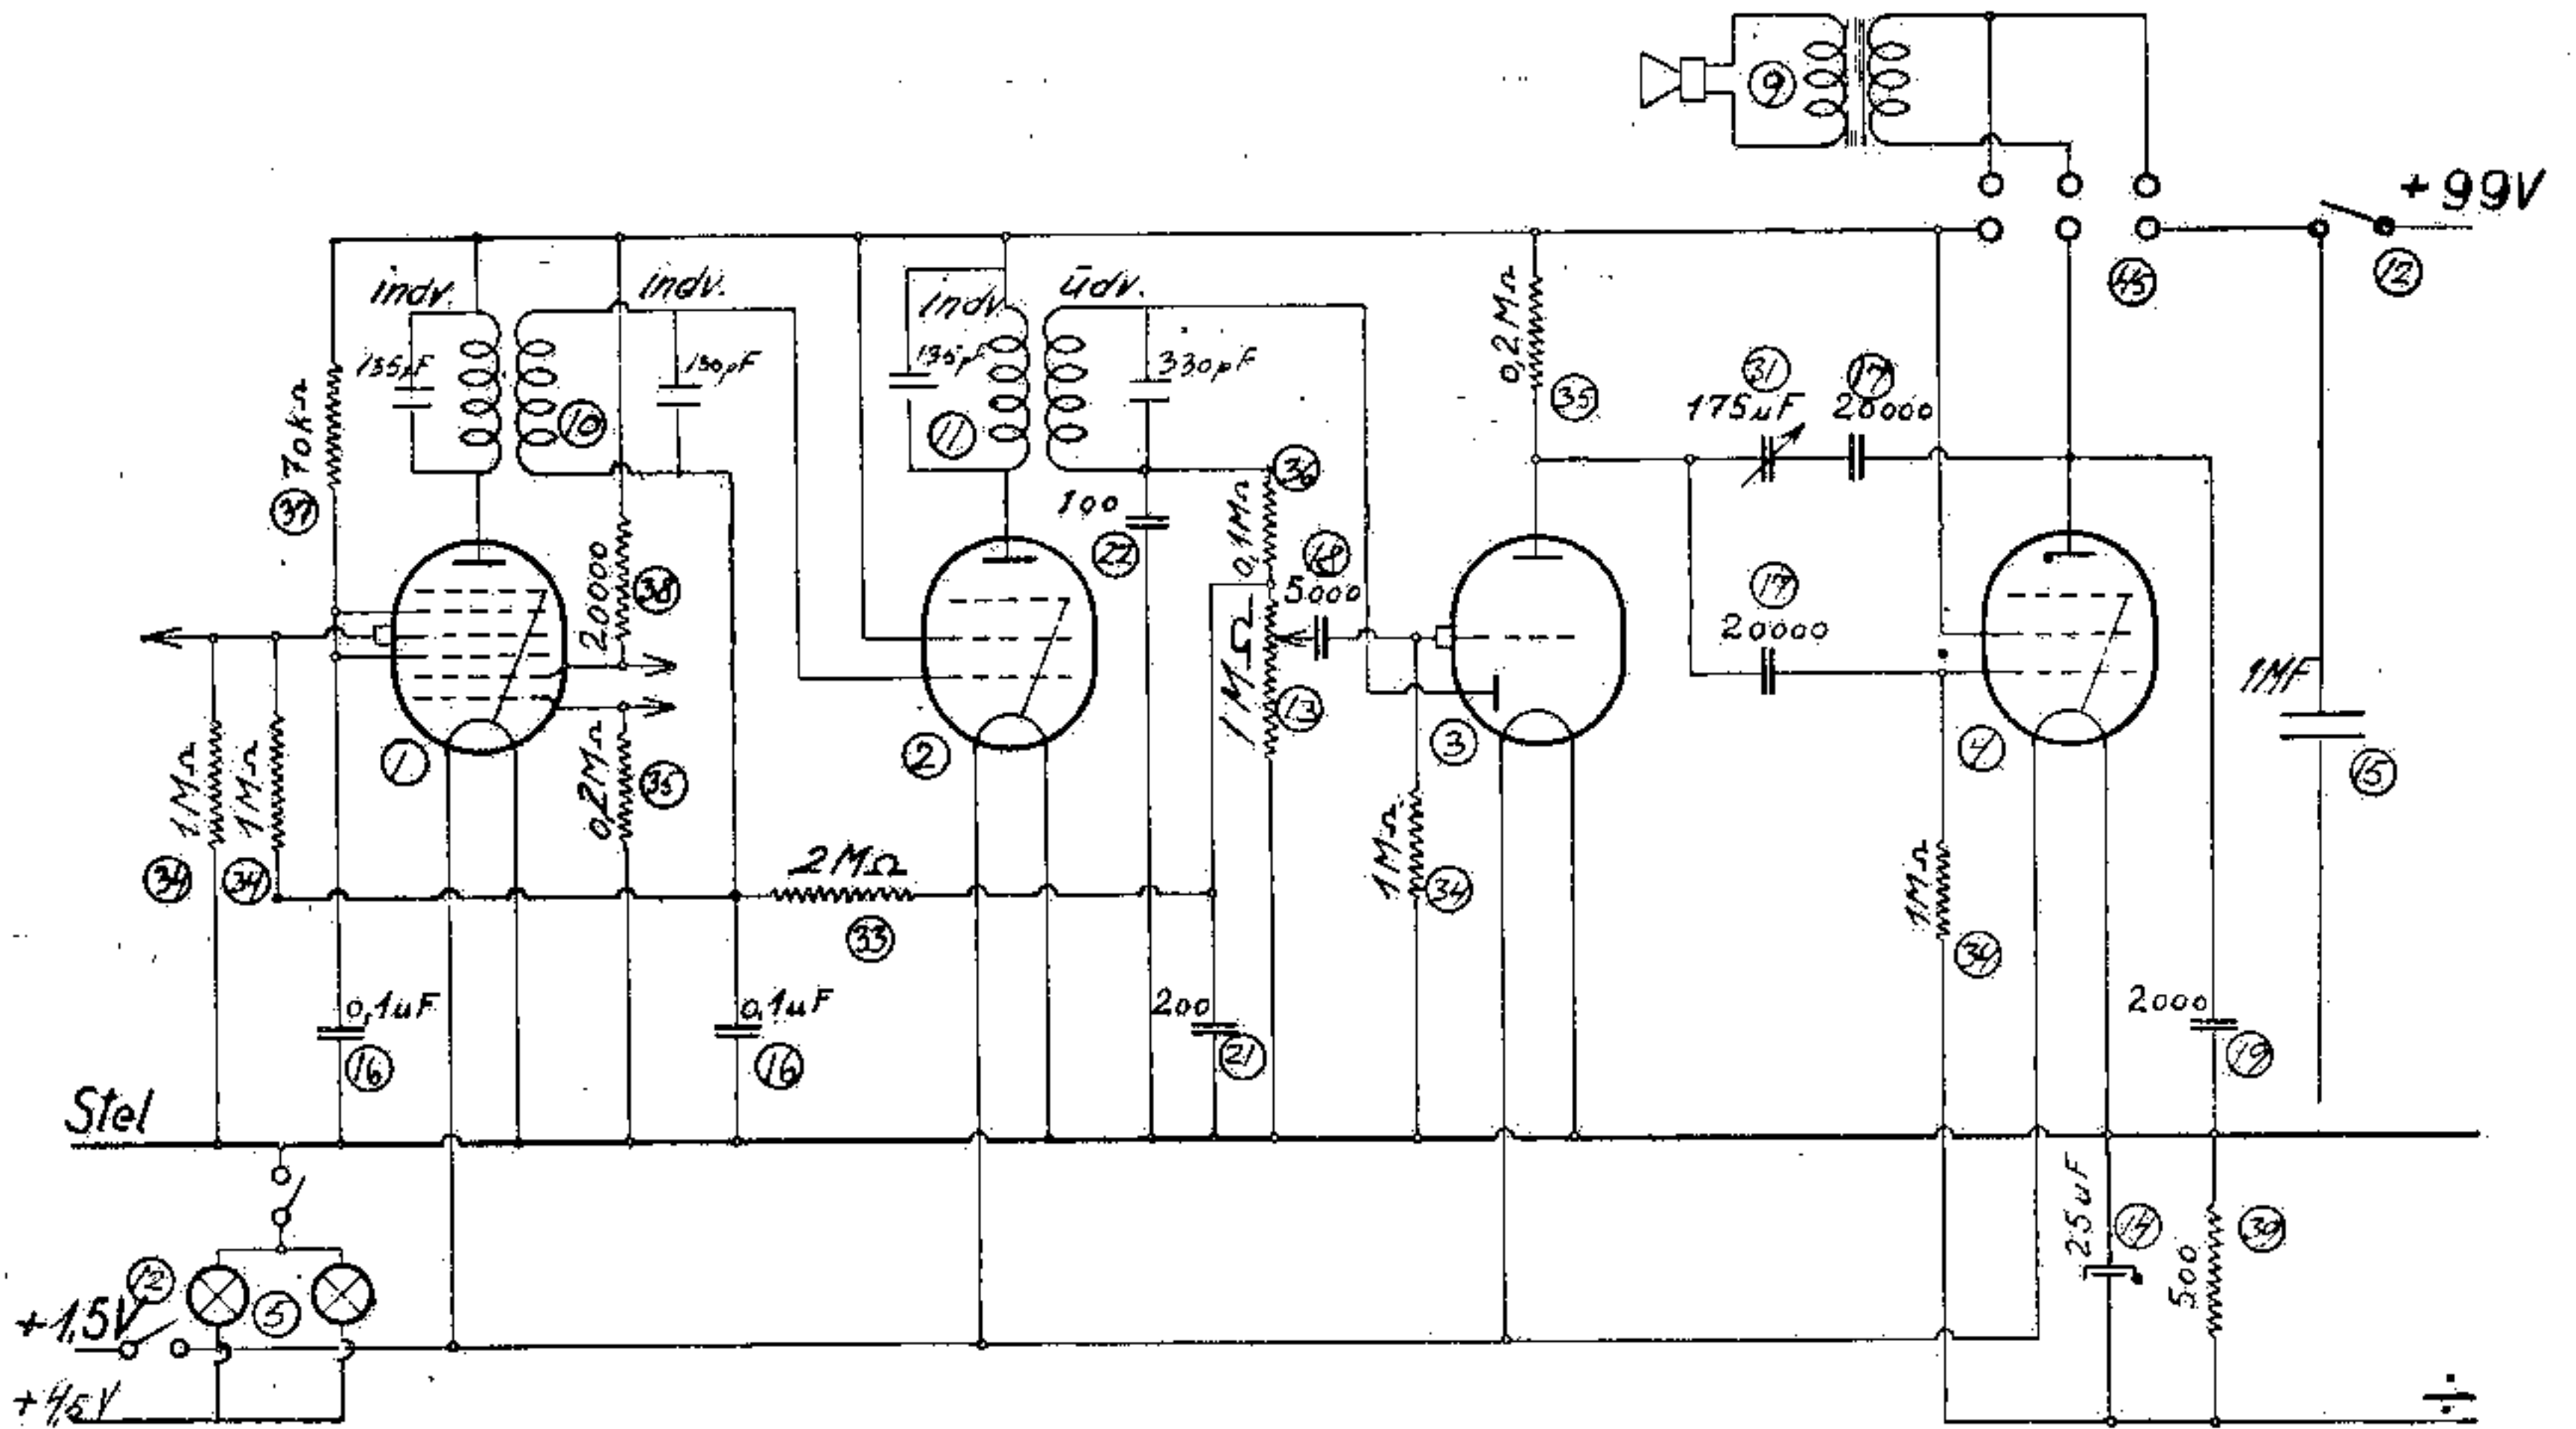 9
+99V
45
12
indv.
indv.
indv
udv.
135pF
130pF
135pF
330pF
0,2MΩ
35
31
175uF
17
20000
10
11
70kΩ
37
36
0,1MΩ
100
22
18
5000
20000
38
17
20000
1MΩ
13
1MF
15
1
2
3
4
1MΩ
34
1MΩ
34
0,2MΩ
35
2MΩ
33
1MΩ
34
1MΩ
34
0,1uF
16
0,1uF
16
200
21
2000
19
Stel
25uF
14
500
39
12
+1,5V
5
+4,5V
÷